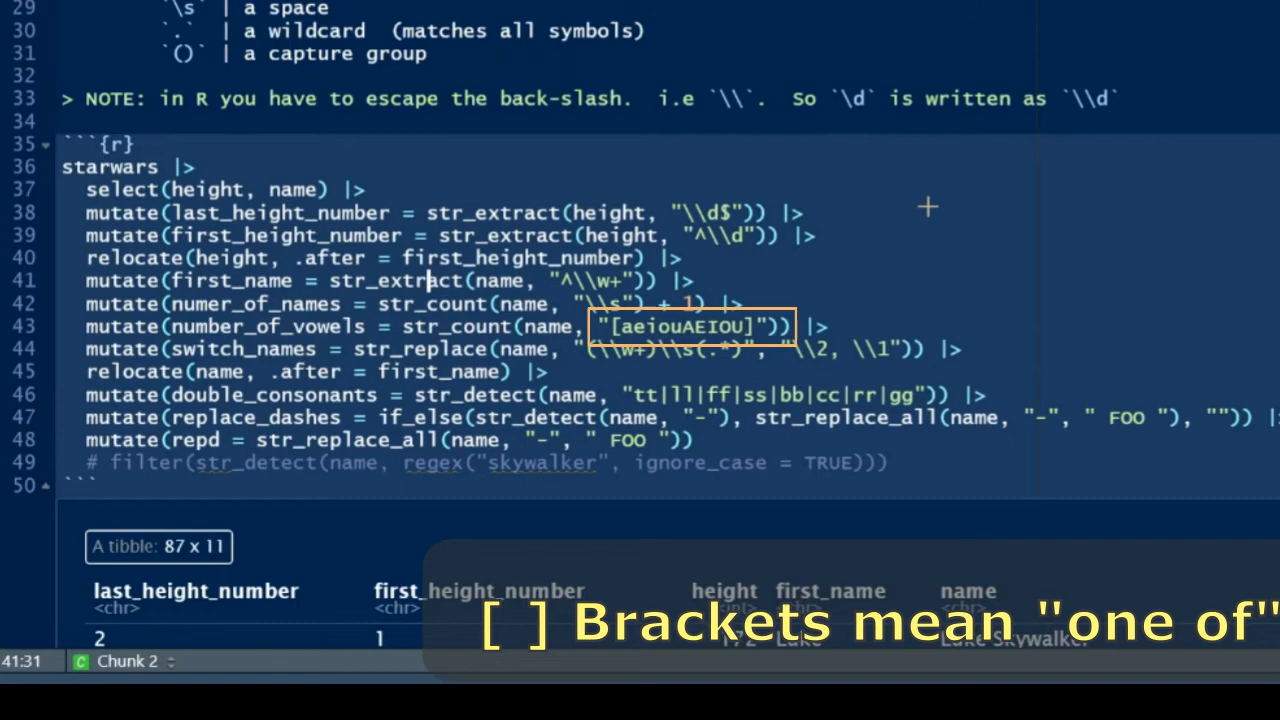 29 `\s` | a space
30 `.` | a wildcard (matches all symbols)
31 `()` | a capture group
32
33 > NOTE: in R you have to escape the back-slash. i.e `\\`. So `\d` is written as `\\d`
34
35 ```{r}
36 starwars |>
37 select(height, name) |>
38 mutate(last_height_number = str_extract(height, "\\d$")) |>
39 mutate(first_height_number = str_extract(height, "^\\d")) |>
40 relocate(height, .after = first_height_number) |>
41 mutate(first_name = str_extract(name, "^\\w+")) |>
42 mutate(numer_of_names = str_count(name, "\\s") + 1) |>
43 mutate(number_of_vowels = str_count(name, "[aeiouAEIOU]")) |>
44 mutate(switch_names = str_replace(name, "(\\w+)\\s(.*)", "\\2, \\1")) |>
45 relocate(name, .after = first_name) |>
46 mutate(double_consonants = str_detect(name, "tt|ll|ff|ss|bb|cc|rr|gg")) |>
47 mutate(replace_dashes = if_else(str_detect(name, "-"), str_replace_all(name, "-", " FOO "), "")) |>
48 mutate(repd = str_replace_all(name, "-", " FOO "))
49 # filter(str_detect(name, regex("skywalker", ignore_case = TRUE)))
50 ```
A tibble: 87 x 11
last_height_number first_height_number height first_name name
<chr> <chr> <int> <chr> <chr>
2 1 172 Luke Luke Skywalker
[ ] Brackets mean "one of"
41:31 C Chunk 2